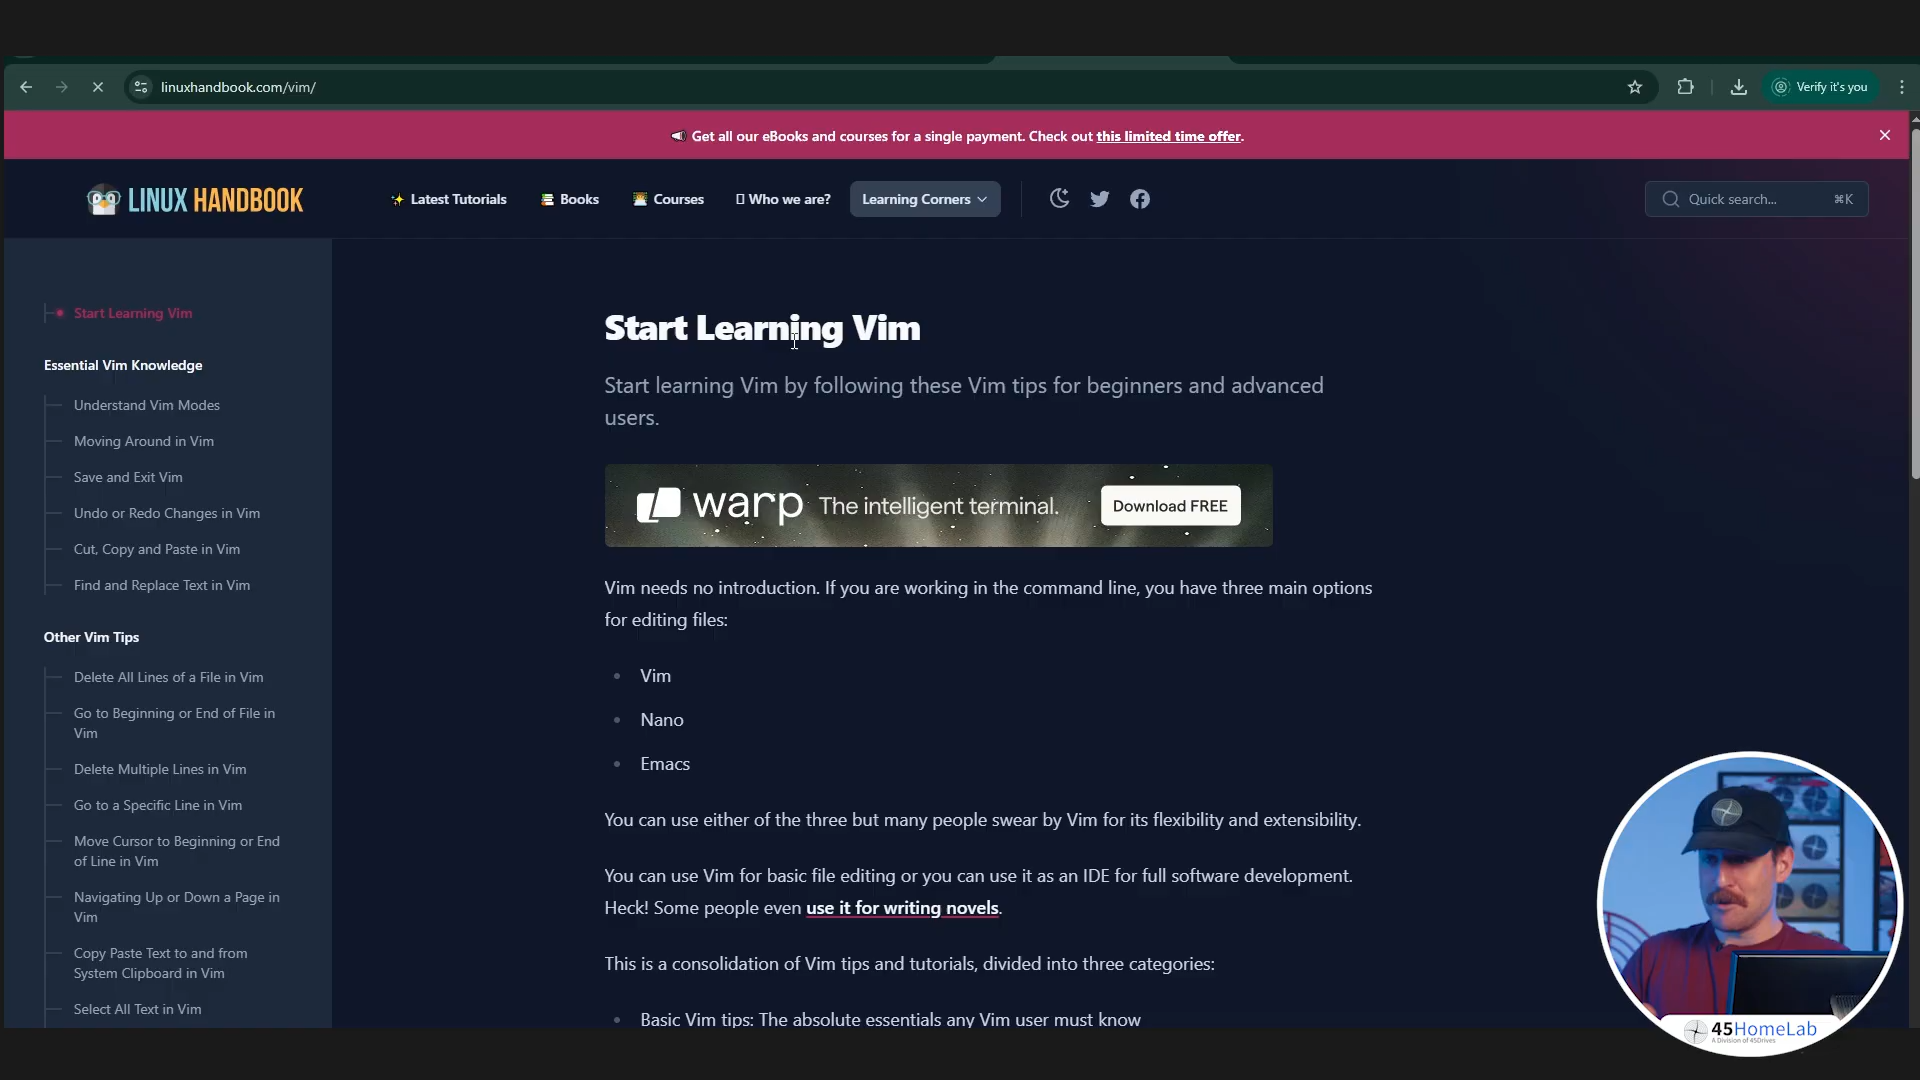 linuxhandbook.com/vim/
Verify it's you
Get all our eBooks and courses for a single payment. Check out this limited time offer.
LINUX HANDBOOK
Latest Tutorials
Books
Courses
Who we are?
Learning Corners
Quick search...
⌘K
Start Learning Vim
Essential Vim Knowledge
Understand Vim Modes
Moving Around in Vim
Save and Exit Vim
Undo or Redo Changes in Vim
Cut, Copy and Paste in Vim
Find and Replace Text in Vim
Other Vim Tips
Delete All Lines of a File in Vim
Go to Beginning or End of File in
Vim
Delete Multiple Lines in Vim
Go to a Specific Line in Vim
Move Cursor to Beginning or End
of Line in Vim
Navigating Up or Down a Page in
Vim
Copy Paste Text to and from
System Clipboard in Vim
Select All Text in Vim
Start Learning Vim
Start learning Vim by following these Vim tips for beginners and advanced
users.
warp The intelligent terminal.
Download FREE
Vim needs no introduction. If you are working in the command line, you have three main options
for editing files:
Vim
Nano
Emacs
You can use either of the three but many people swear by Vim for its flexibility and extensibility.
You can use Vim for basic file editing or you can use it as an IDE for full software development.
Heck! Some people even use it for writing novels.
This is a consolidation of Vim tips and tutorials, divided into three categories:
Basic Vim tips: The absolute essentials any Vim user must know
45HomeLab
A Division of 45Drives